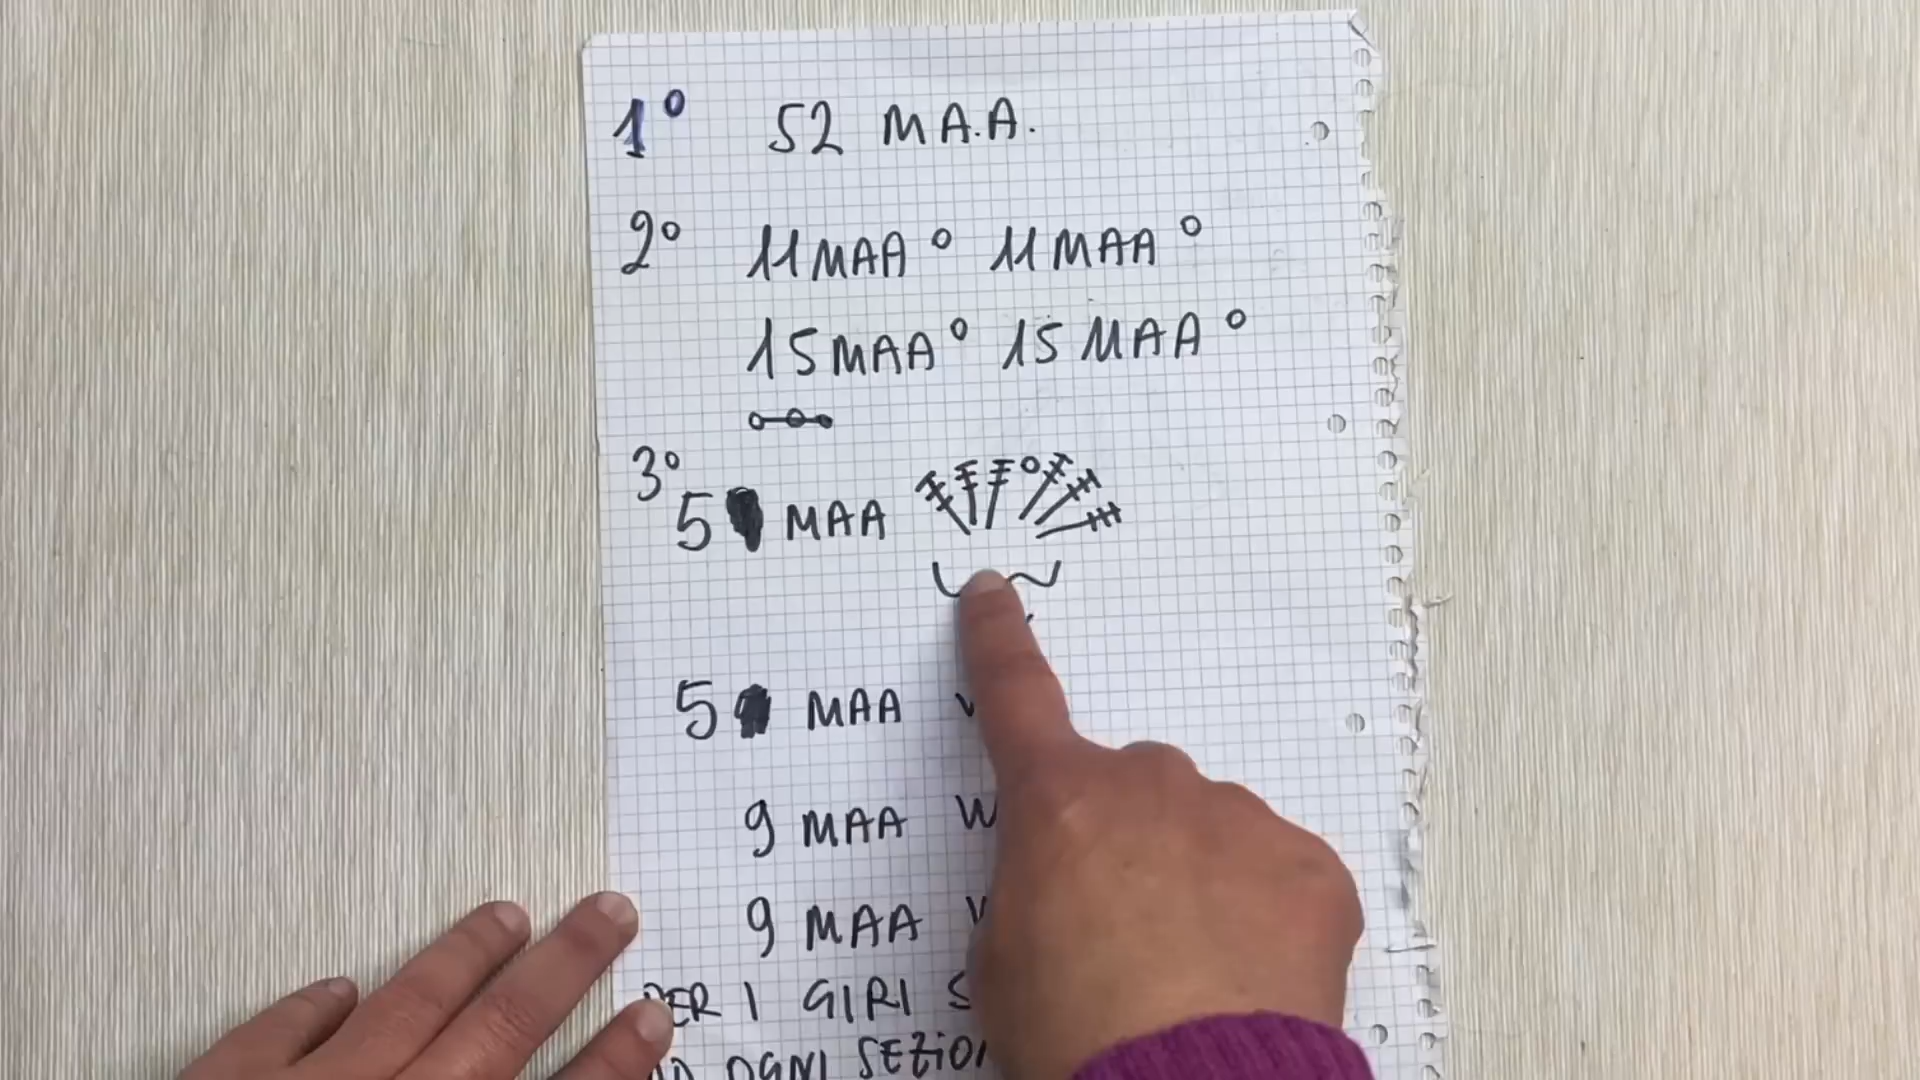 1° 52 MA.A.
2° 11 MAA ° 11 MAA °
15 MAA ° 15 MAA °
3°
5 MAA
5 MAA
9 MAA
9 MAA
PER I GIRI
OGNI